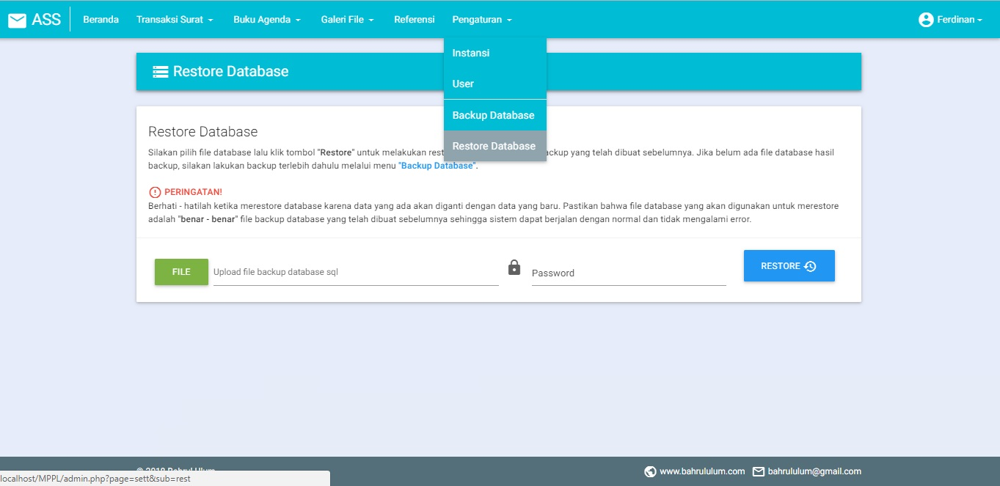 ASS Beranda Transaksi Surat Buku Agenda Galeri File Referensi Pengaturan Ferdinan
Instansi
User
Backup Database
Restore Database
Restore Database
Restore Database
Silakan pilih file database lalu klik tombol "Restore" untuk melakukan rest ackup yang telah dibuat sebelumnya. Jika belum ada file database hasil
backup, silakan lakukan backup terlebih dahulu melalui menu "Backup Database".
PERINGATAN!
Berhati - hatilah ketika merestore database karena data yang ada akan diganti dengan data yang baru. Pastikan bahwa file database yang akan digunakan untuk merestore
adalah "benar - benar" file backup database yang telah dibuat sebelumnya sehingga sistem dapat berjalan dengan normal dan tidak mengalami error.
FILE Upload file backup database sql Password RESTORE
© 2018 Bahrul Ulum www.bahrululum.com bahrululum@gmail.com
localhost/MPPL/admin.php?page=sett&sub=rest